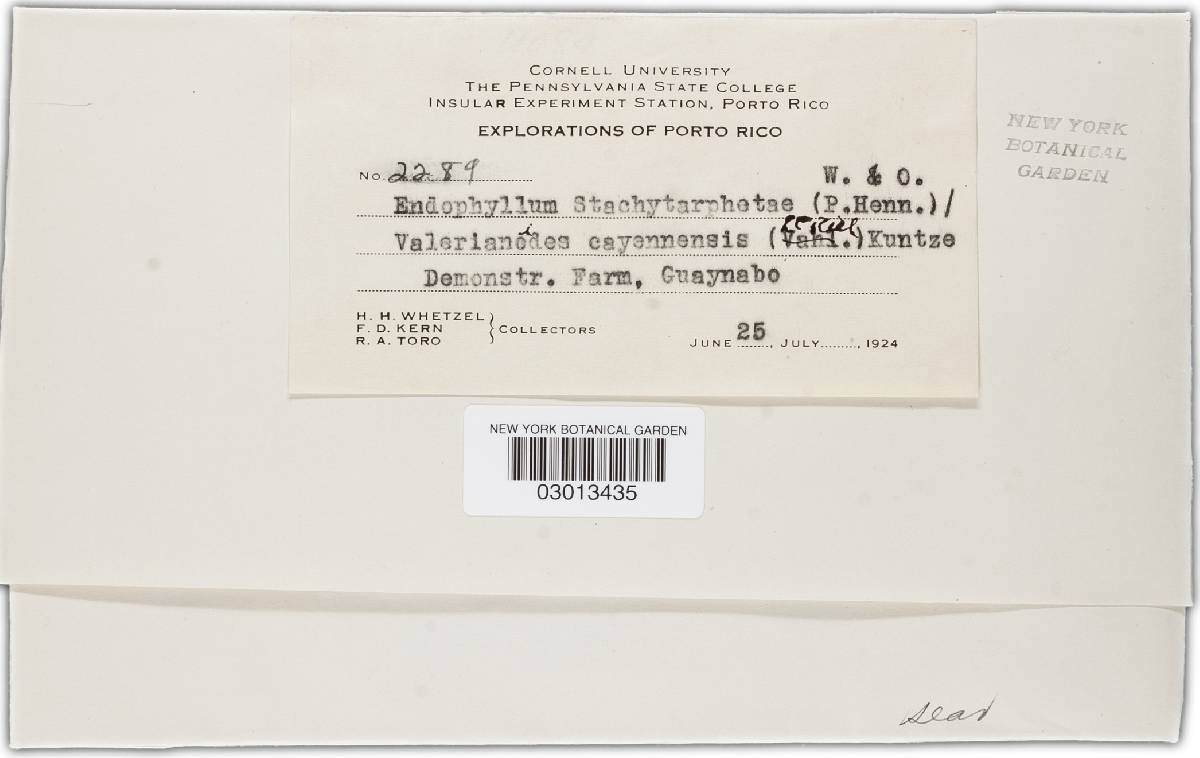 CORNELL UNIVERSITY
THE PENNSYLVANIA STATE COLLEGE
INSULAR EXPERIMENT STATION, PORTO RICO
EXPLORATIONS OF PORTO RICO
NEW YORK
BOTANICAL
GARDEN
No. 2289 W. & O.
Endophyllum Stachytarphetae (P.Henn.)/
Valerianoides cayennensis (Vahl.)Kuntze
Demonstr. Farm, Guaynabo
H. H. WHETZEL
F. D. KERN
R. A. TORO
} COLLECTORS
JUNE 25, JULY........, 1924
NEW YORK BOTANICAL GARDEN
03013435